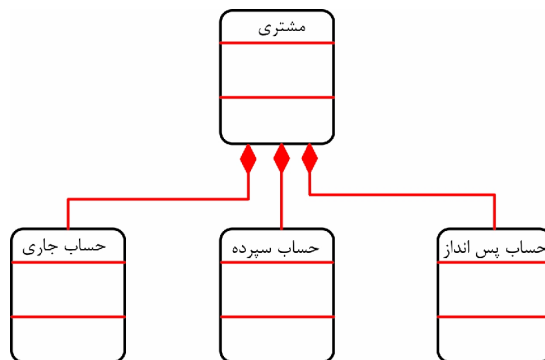 مشتری
حساب پس انداز
حساب سپرده
حساب جاری